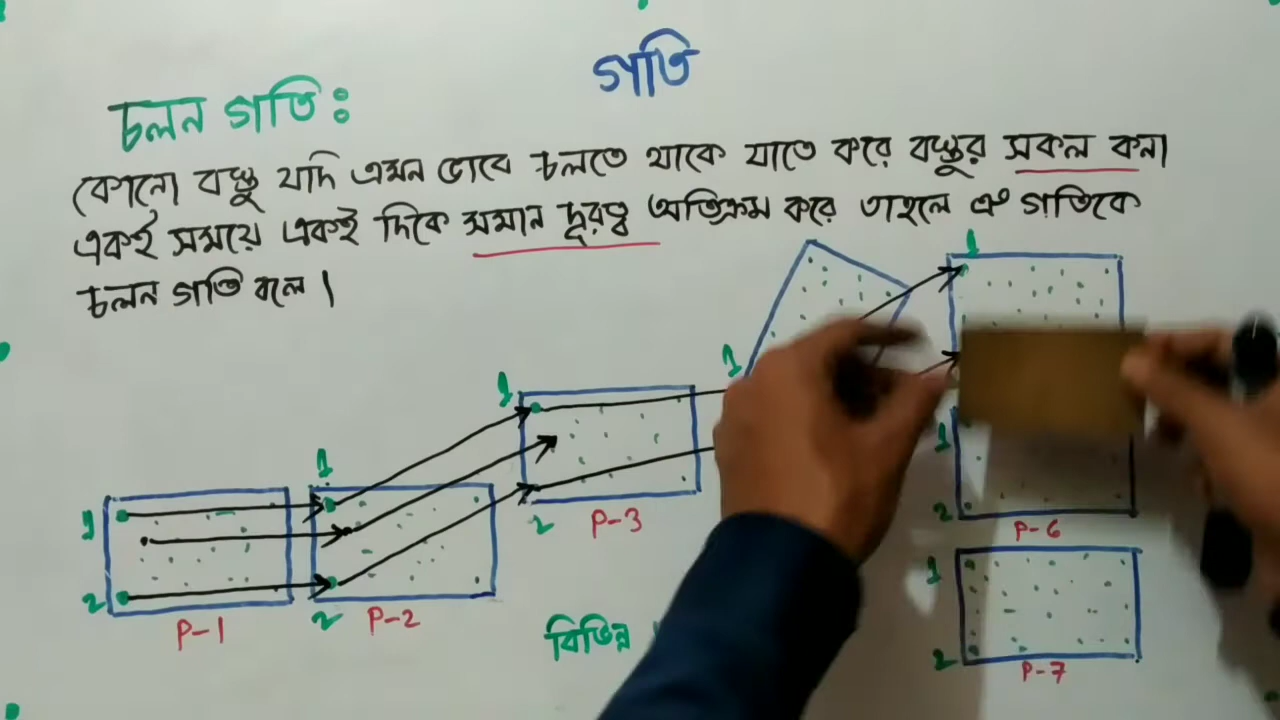 গতি
চলন গতি :
কোনো বস্তু যদি এমন ভাবে চলতে থাকে যাতে করে বস্তুর সকল কনা
একই সময়ে একই দিকে সমান দূরত্ব অতিক্রম করে তাহলে ঐ গতিকে
চলন গতি বলে।
1
1
1
1
1
2
P-1
2
P-2
2
P-3
1
2
P-6
বিভিন্ন
1
2
P-7